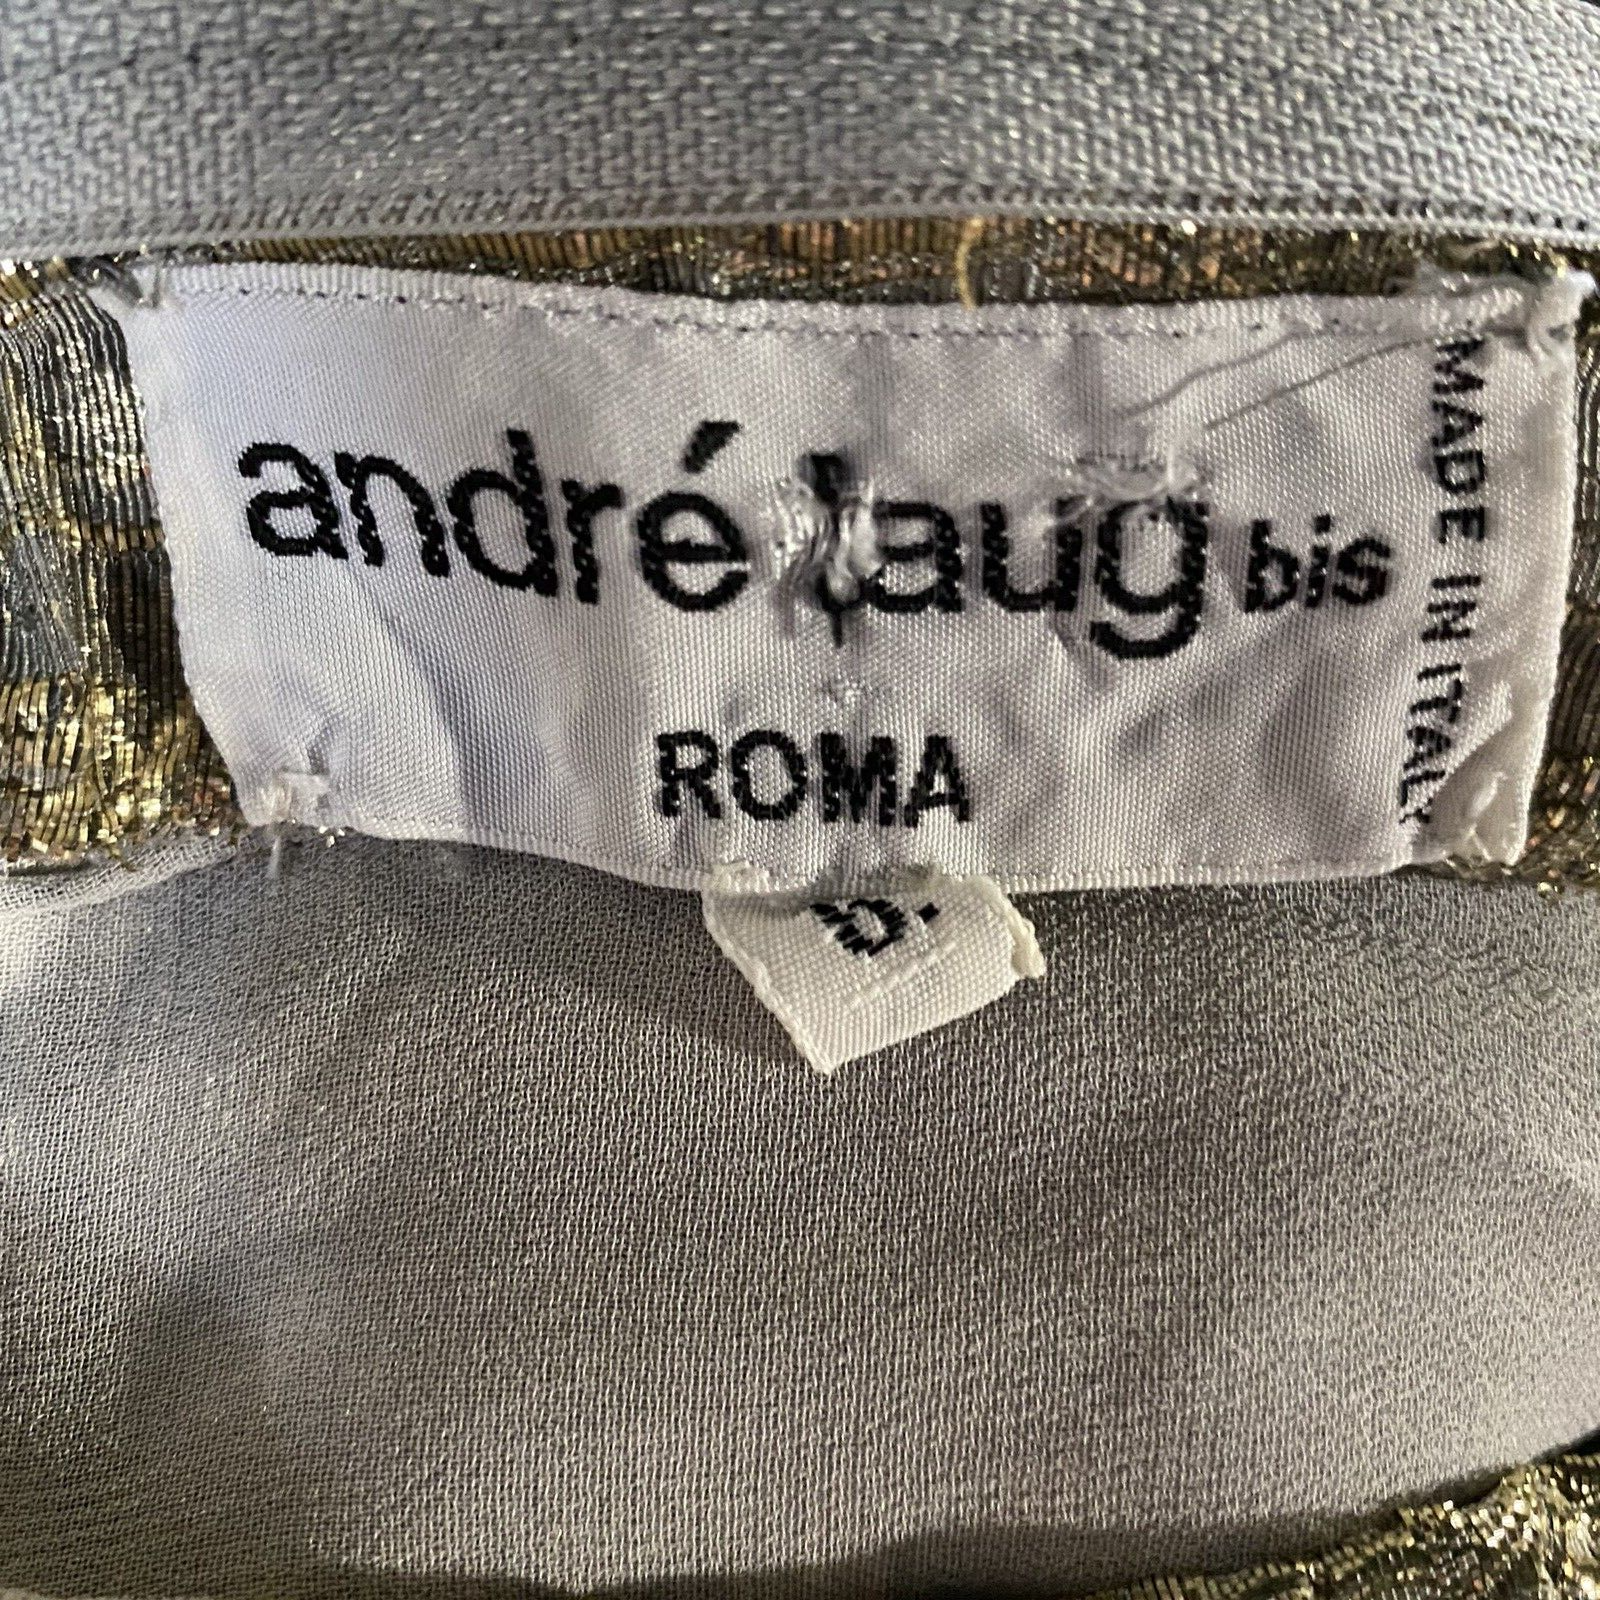 andré laug bis
ROMA
MADE IN ITALY